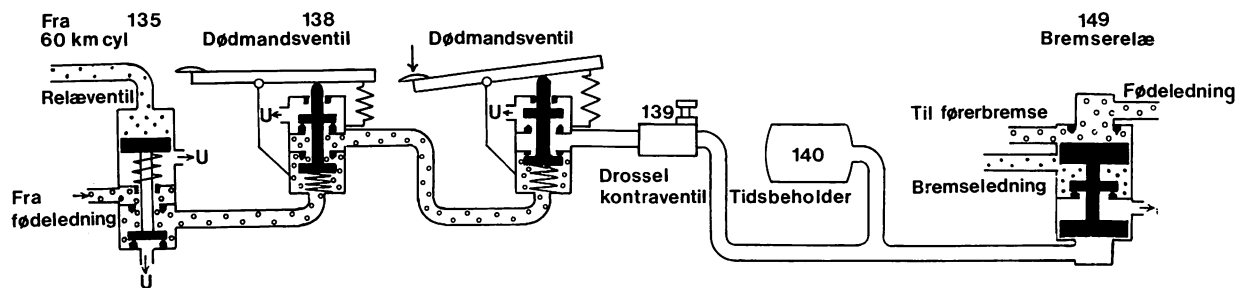 Fra 135
60 km cyl
138
Dødmandsventil
Dødmandsventil
149
Bremserelæ
Relæventil
Fødeledning
U
U
139
Til førerbremse
U
140
Fra
fødeledning
Drossel
kontraventil
Tidsbeholder
Bremseledning
U